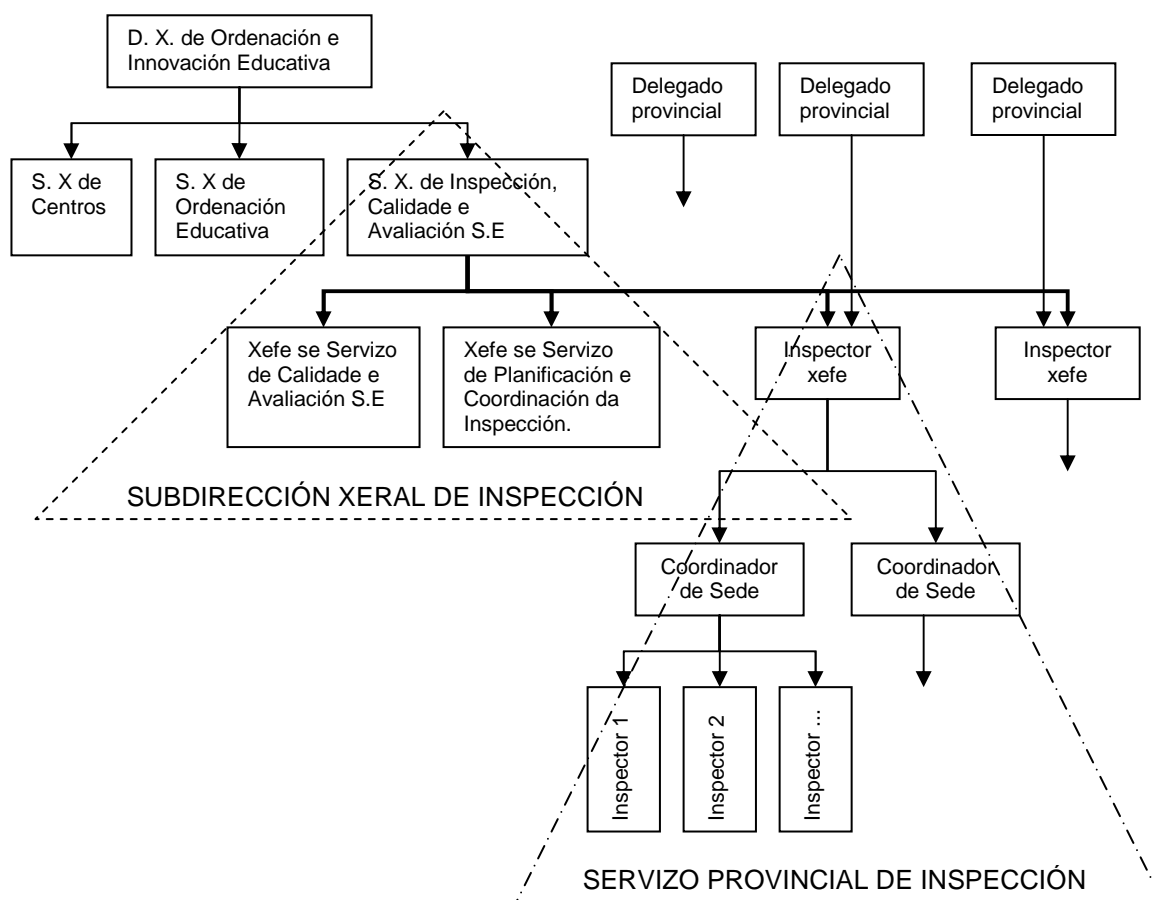 D. X. de Ordenación e
Innovación Educativa
Delegado
provincial
Delegado
provincial
Delegado
provincial
S. X de
Centros
S. X de
Ordenación
Educativa
S. X. de Inspección,
Calidade e
Avaliación S.E
Xefe se Servizo
de Calidade e
Avaliación S.E
Xefe se Servizo
de Planificación e
Coordinación da
Inspección.
Inspector
xefe
Inspector
xefe
SUBDIRECCIÓN XERAL DE INSPECCIÓN
Coordinador
de Sede
Coordinador
de Sede
Inspector 1
Inspector 2
Inspector ...
SERVIZO PROVINCIAL DE INSPECCIÓN